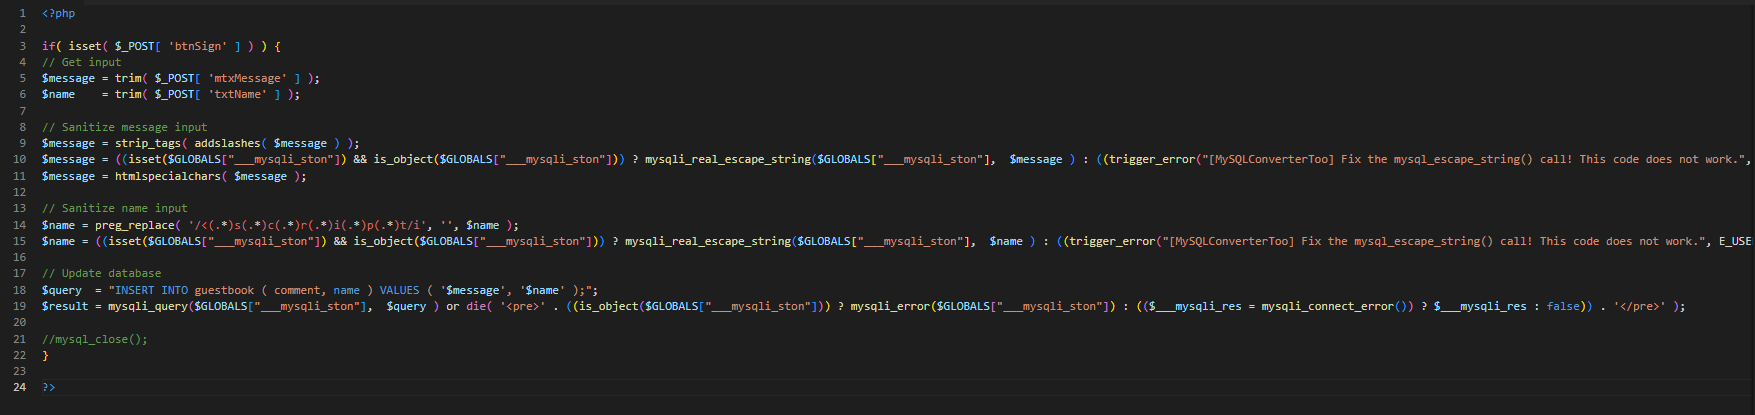 1 <?php
2
3 if( isset( $_POST[ 'btnSign' ] ) ) {
4 // Get input
5 $message = trim( $_POST[ 'mtxMessage' ] );
6 $name    = trim( $_POST[ 'txtName' ] );
7
8 // Sanitize message input
9 $message = strip_tags( addslashes( $message ) );
10 $message = ((isset($GLOBALS["___mysqli_ston"]) && is_object($GLOBALS["___mysqli_ston"])) ? mysqli_real_escape_string($GLOBALS["___mysqli_ston"],  $message ) : ((trigger_error("[MySQLConverterToo] Fix the mysql_escape_string() call! This code does not work.",
11 $message = htmlspecialchars( $message );
12
13 // Sanitize name input
14 $name = preg_replace( '/<(.*)s(.*)c(.*)r(.*)i(.*)p(.*)t/i', '', $name );
15 $name = ((isset($GLOBALS["___mysqli_ston"]) && is_object($GLOBALS["___mysqli_ston"])) ? mysqli_real_escape_string($GLOBALS["___mysqli_ston"],  $name ) : ((trigger_error("[MySQLConverterToo] Fix the mysql_escape_string() call! This code does not work.", E_USE
16
17 // Update database
18 $query  = "INSERT INTO guestbook ( comment, name ) VALUES ( '$message', '$name' );";
19 $result = mysqli_query($GLOBALS["___mysqli_ston"],  $query ) or die( '<pre>' . ((is_object($GLOBALS["___mysqli_ston"])) ? mysqli_error($GLOBALS["___mysqli_ston"]) : (($___mysqli_res = mysqli_connect_error()) ? $___mysqli_res : false)) . '</pre>' );
20
21 //mysql_close();
22 }
23
24 ?>